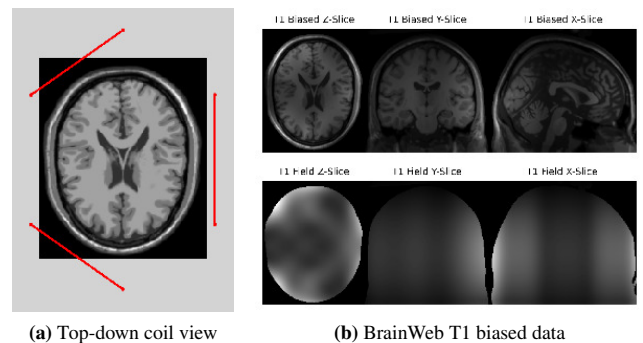 T1 Biased Z-Slice T1 Biased Y-Slice T1 Biased X-Slice
T1 Field Z-Slice T1 Field Y-Slice T1 Field X-Slice
(a) Top-down coil view (b) BrainWeb T1 biased data